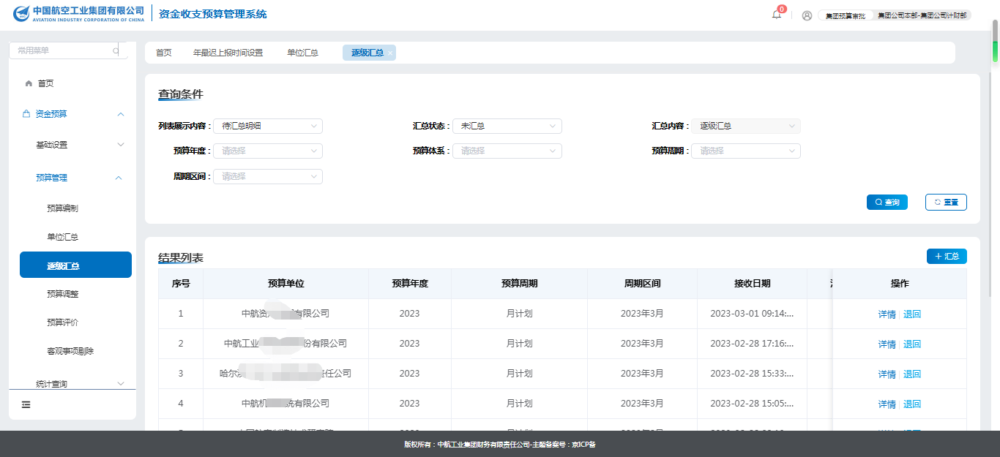 中国航空工业集团有限公司 资金收支预算管理系统
AVIATION INDUSTRY CORPORATION OF CHINA
0
集团预算审批 集团公司本部-集团公司计财部
常用菜单
首页
资金预算
基础设置
预算管理
预算编制
单位汇总
逐级汇总
预算调整
预算评价
客观事项剔除
统计查询
首页 年最迟上报时间设置 单位汇总 逐级汇总
查询条件
列表展示内容： 待汇总明细 汇总状态： 未汇总 汇总内容： 逐级汇总
预算年度： 请选择 预算体系： 请选择 预算周期： 请选择
周期区间： 请选择
查询 重置
结果列表
汇总
序号 预算单位 预算年度 预算周期 周期区间 接收日期 操作
1 中航资 有限公司 2023 月计划 2023年3月 2023-03-01 09:14:... 详情 退回
2 中航工业 份有限公司 2023 月计划 2023年3月 2023-02-28 17:16:... 详情 退回
3 哈尔 责任公司 2023 月计划 2023年3月 2023-02-28 15:33:... 详情 退回
4 中航机 统有限公司 2023 月计划 2023年3月 2023-02-28 15:05:... 详情 退回
版权所有：中航工业集团财务有限责任公司-主题备案号：京ICP备